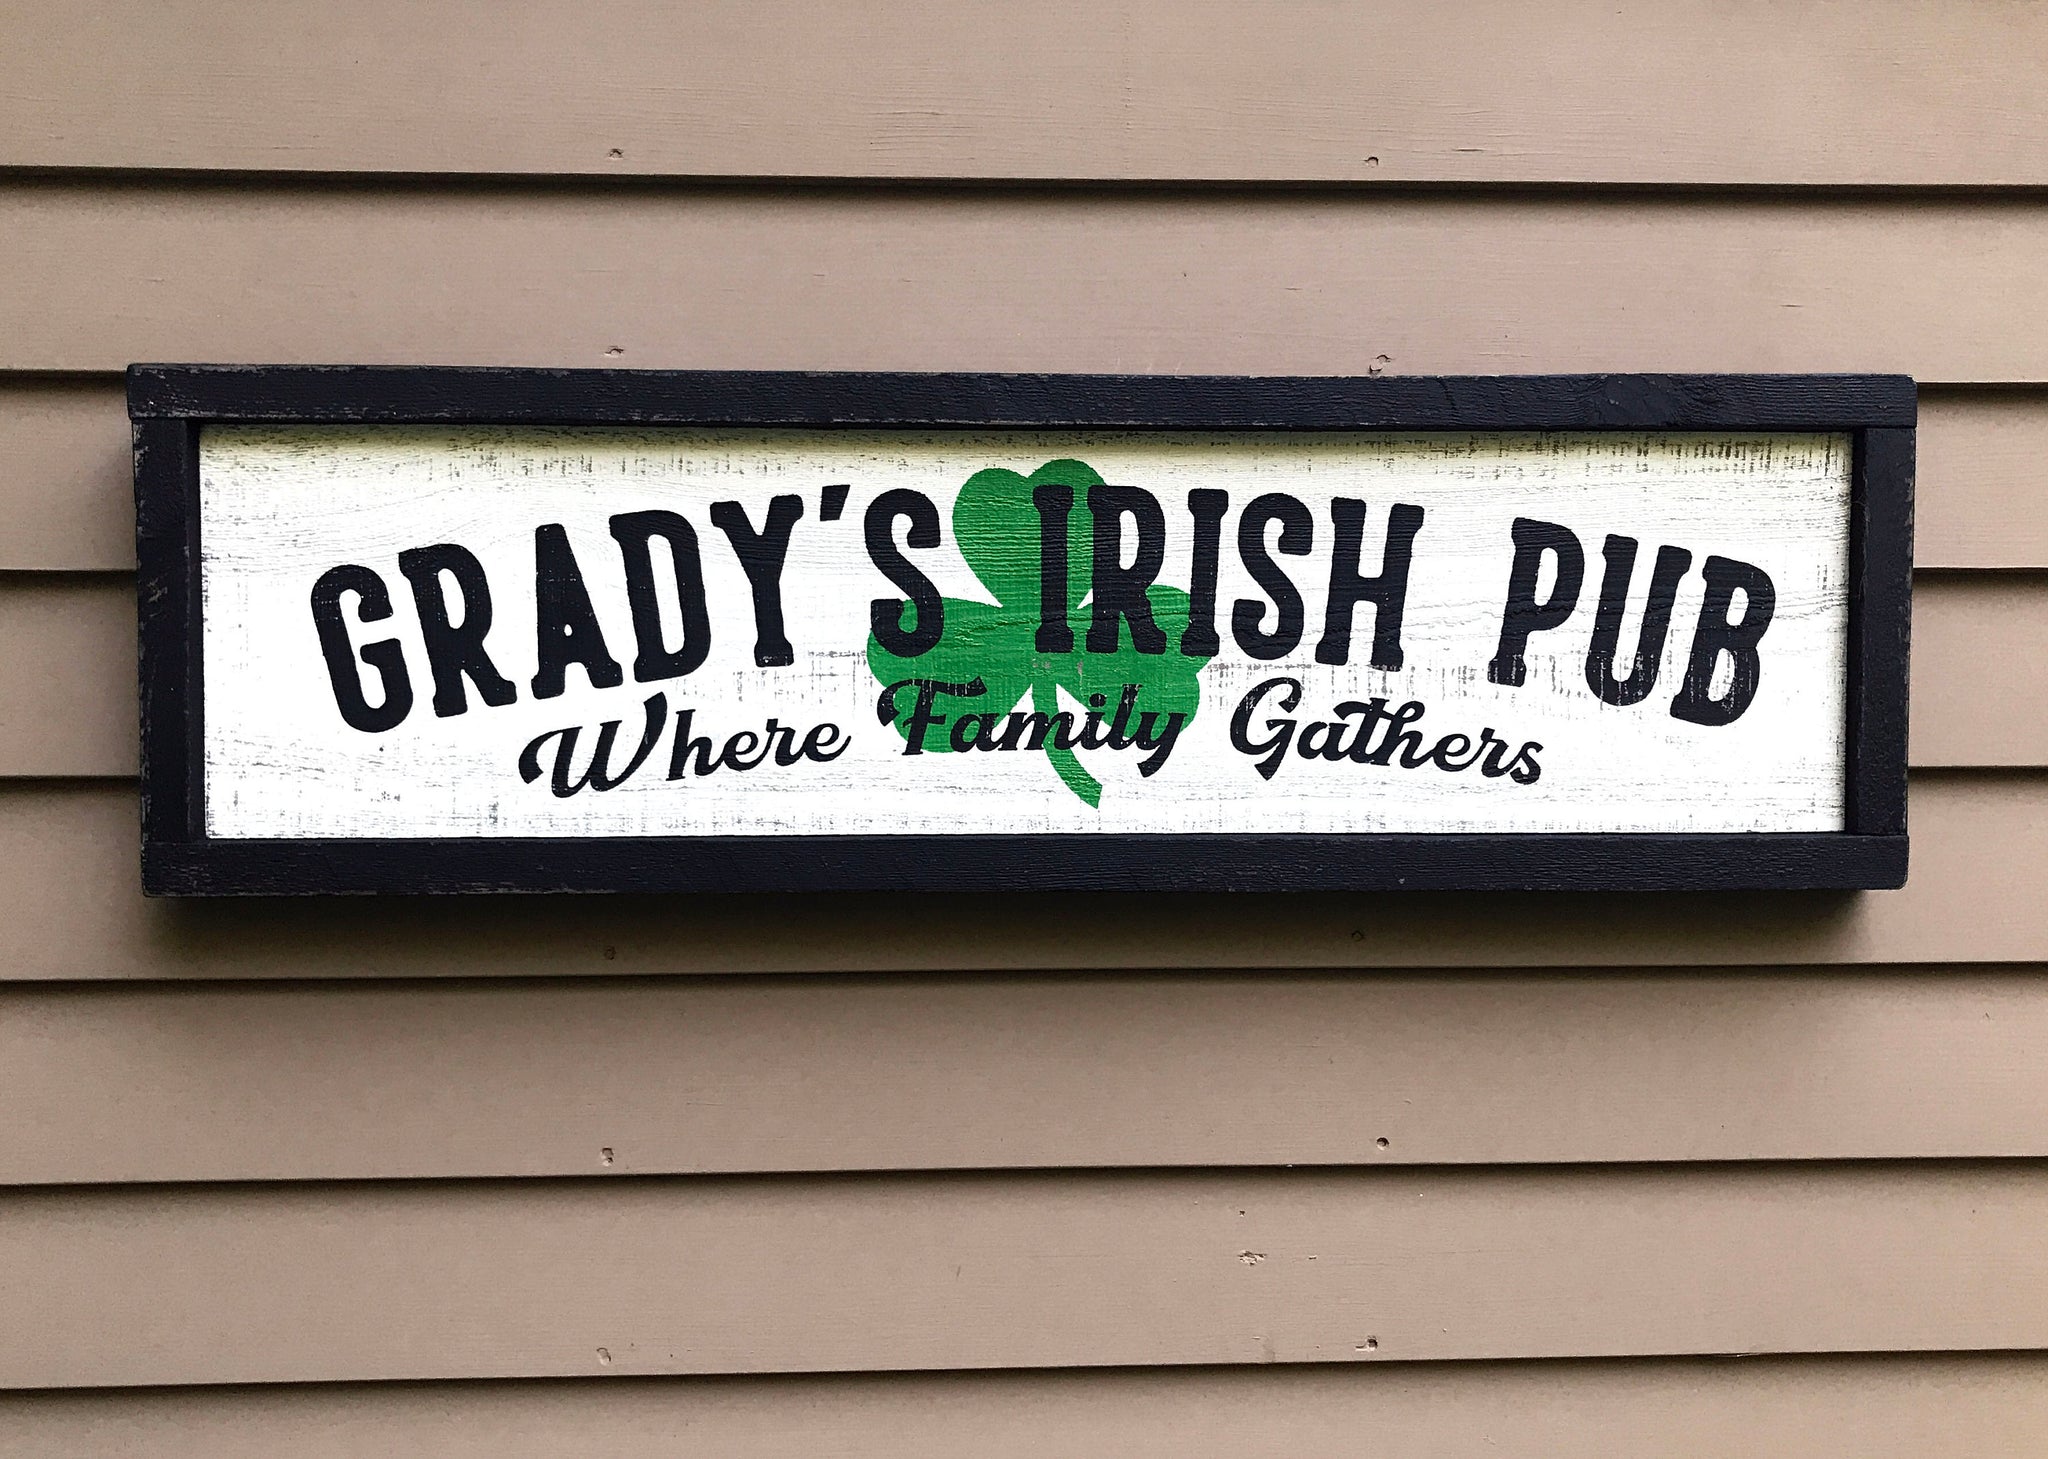 GRADY'S IRISH PUB
Where Family Gathers